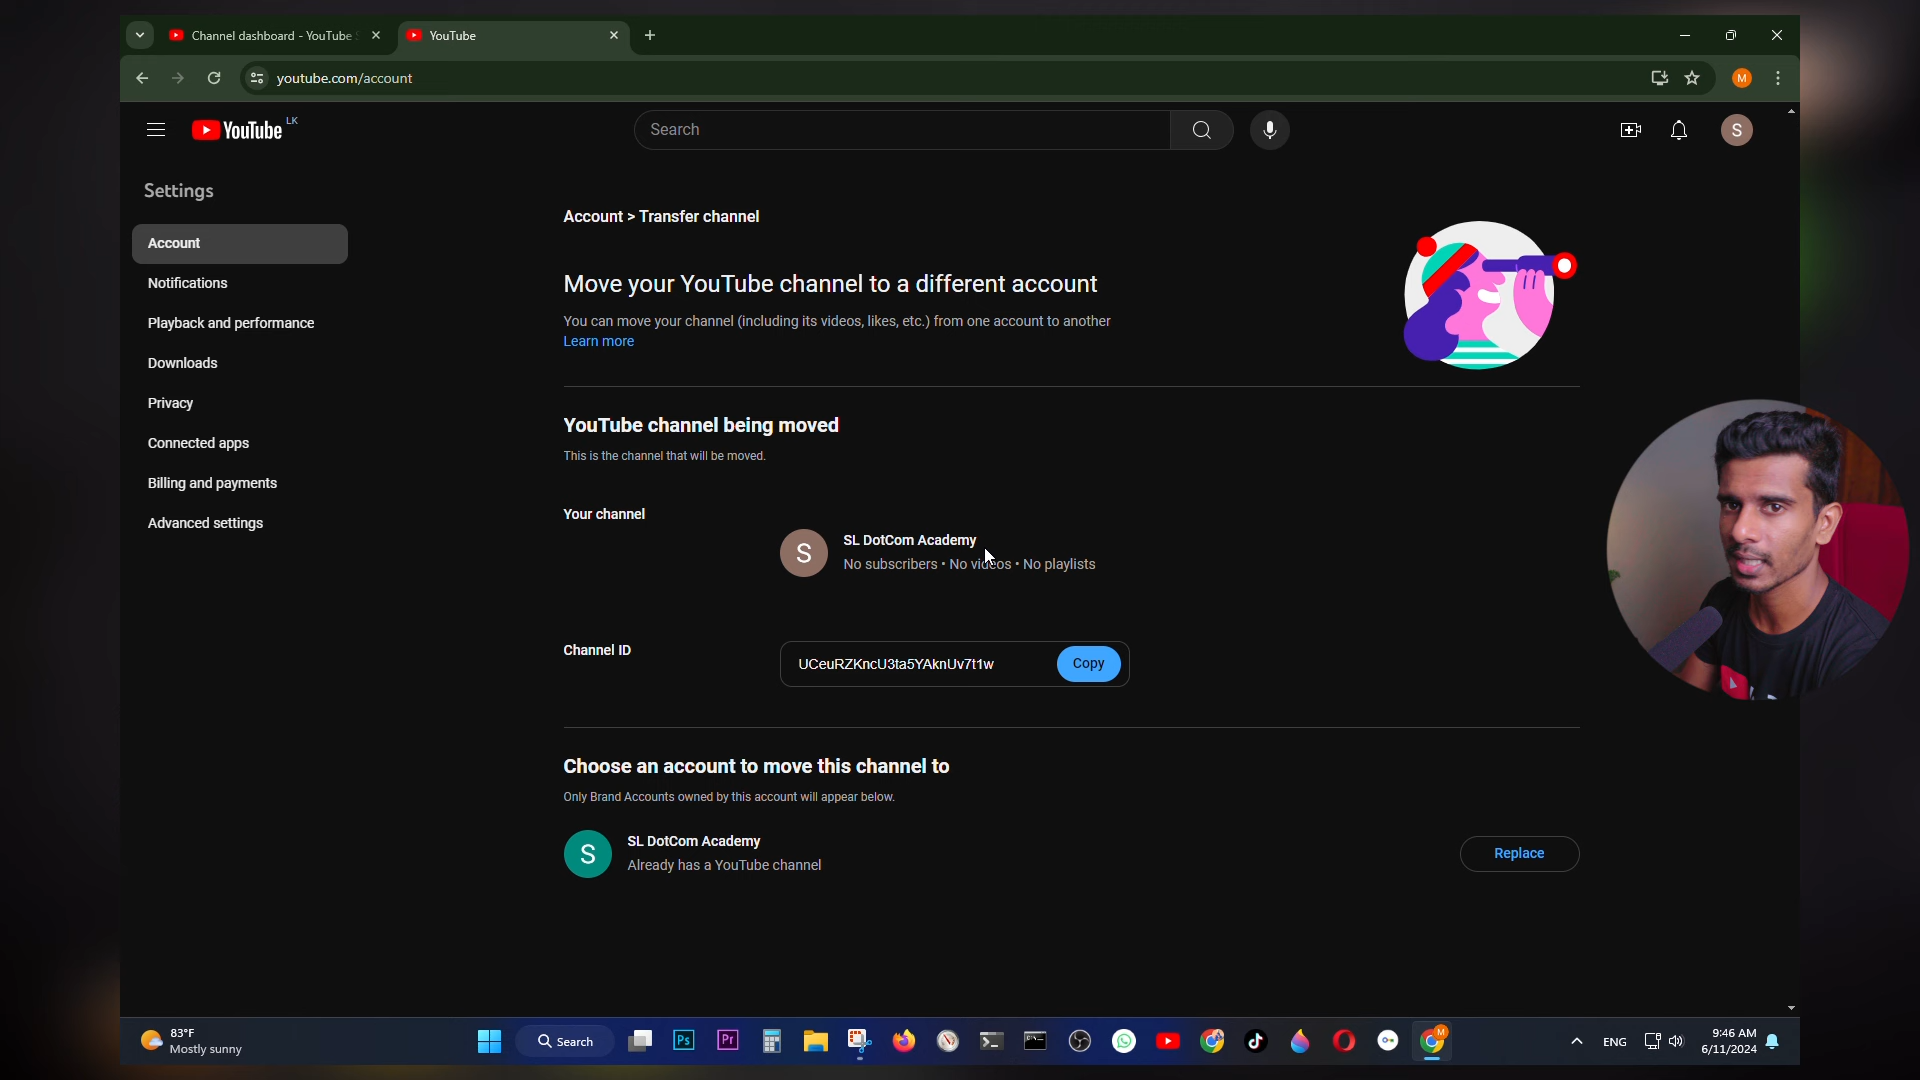 Channel dashboard - YouTube
YouTube
youtube.com/account
M
YouTube LK
Search
S
Settings
Account
Notifications
Playback and performance
Downloads
Privacy
Connected apps
Billing and payments
Advanced settings
Account > Transfer channel
Move your YouTube channel to a different account
You can move your channel (including its videos, likes, etc.) from one account to another
Learn more
YouTube channel being moved
This is the channel that will be moved.
Your channel
S
SL DotCom Academy
No subscribers • No videos • No playlists
Channel ID
UCeuRZKncU3ta5YAknUv7t1w
Copy
Choose an account to move this channel to
Only Brand Accounts owned by this account will appear below.
S
SL DotCom Academy
Already has a YouTube channel
Replace
83°F
Mostly sunny
Search
Ps
Pr
M
ENG
9:46 AM
6/11/2024